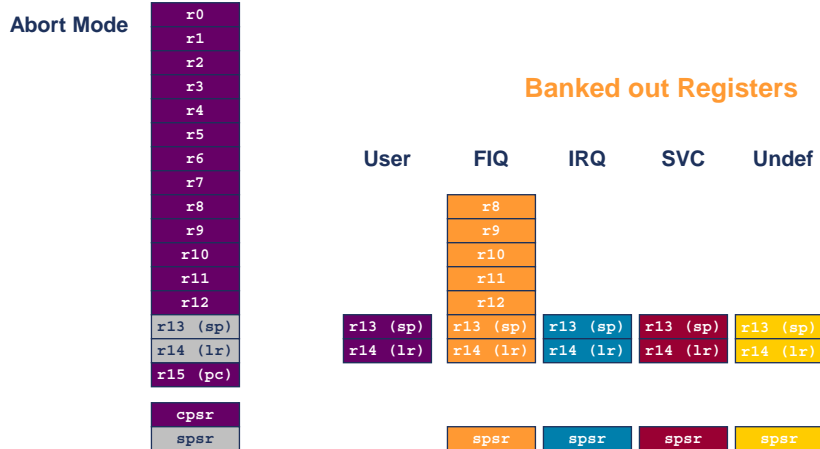 Abort Mode
r0
r1
r2
r3
r4
r5
r6
r7
r8
r9
r10
r11
r12
r13 (sp)
r14 (lr)
r15 (pc)
cpsr
spsr
Banked out Registers
User FIQ IRQ SVC Undef
r8
r9
r10
r11
r12
r13 (sp) r13 (sp) r13 (sp) r13 (sp) r13 (sp)
r14 (lr) r14 (lr) r14 (lr) r14 (lr) r14 (lr)
spsr spsr spsr spsr